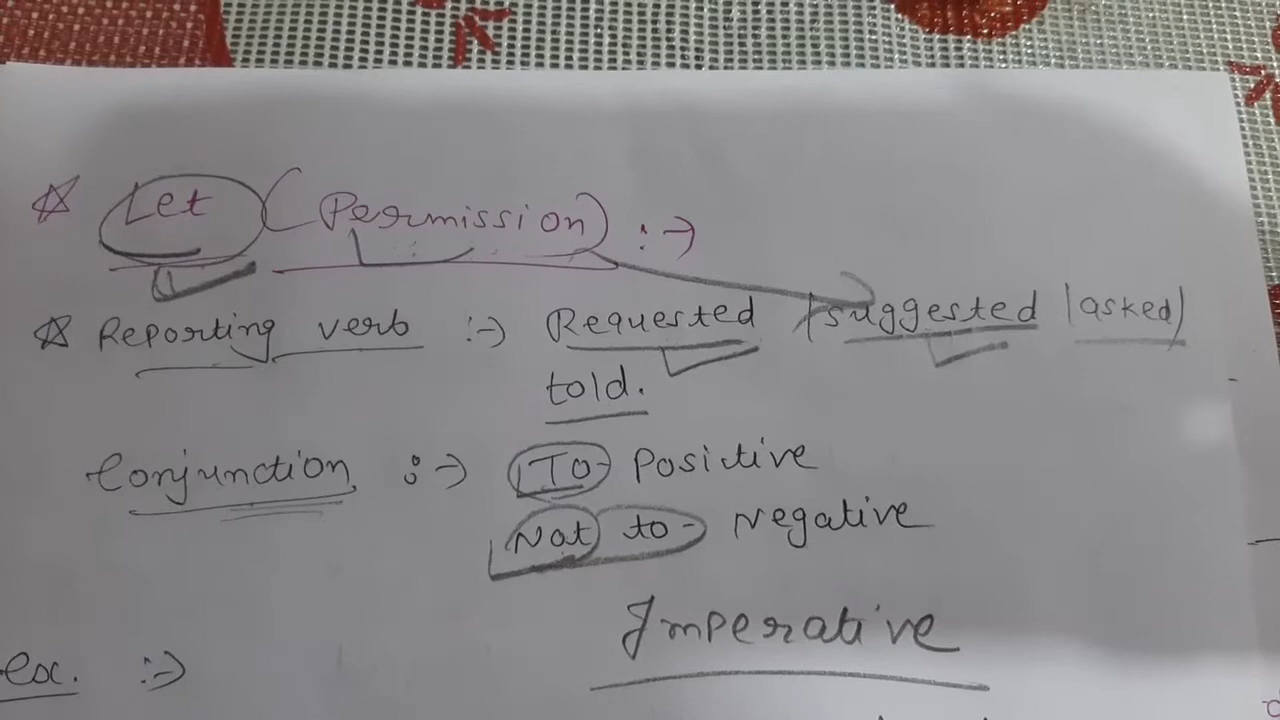 ☆ Let (Permission) :->
☆ Reporting verb :-> Requested /suggested /asked/
told.
Conjunction :-> To- Positive
Not to- Negative
Imperative
ex. :->